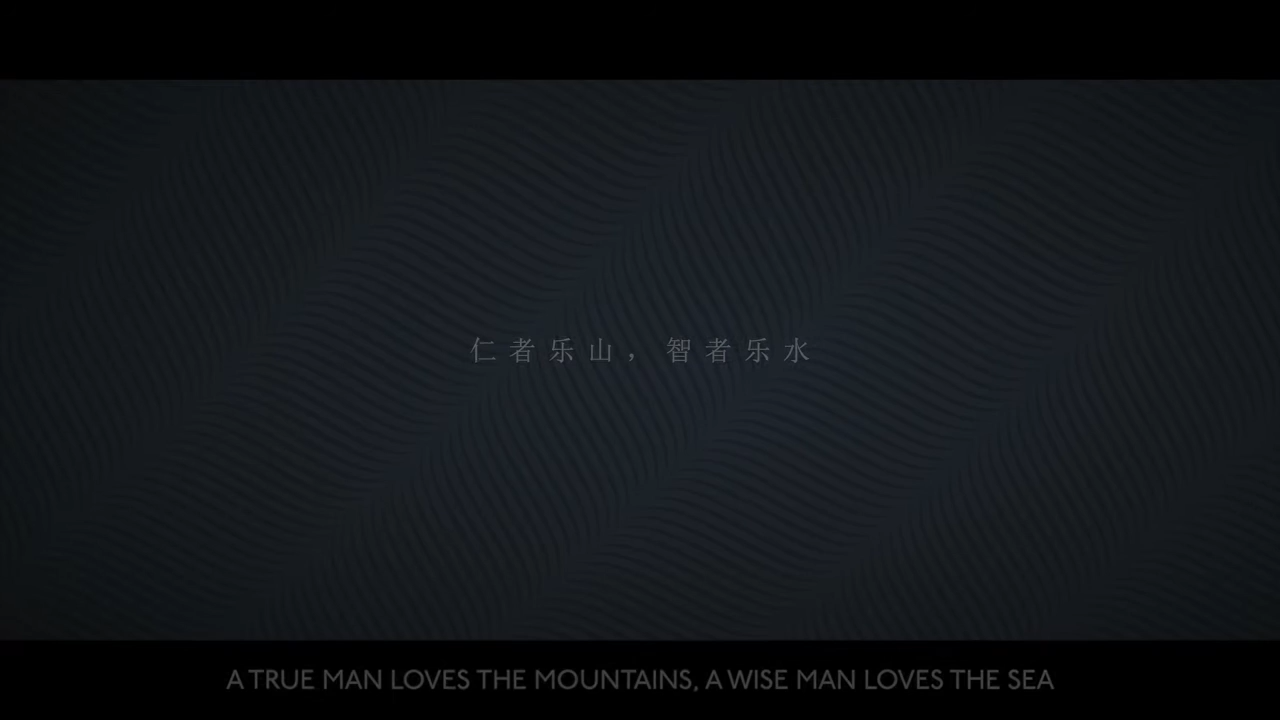 仁者乐山，智者乐水
A TRUE MAN LOVES THE MOUNTAINS, A WISE MAN LOVES THE SEA